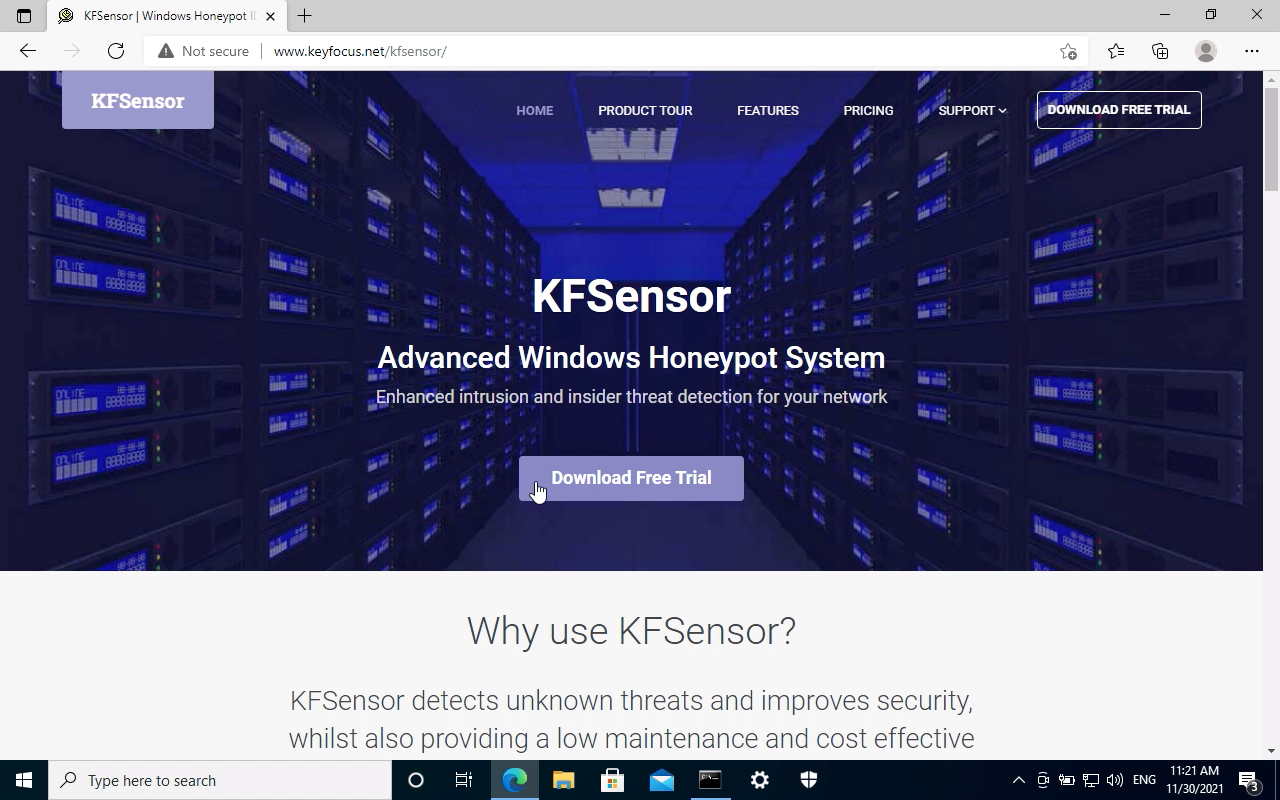 KFSensor | Windows Honeypot
Not secure
www.keyfocus.net/kfsensor/
KFSensor
HOME
PRODUCT TOUR
FEATURES
PRICING
SUPPORT
DOWNLOAD FREE TRIAL
KFSensor
Advanced Windows Honeypot System
Enhanced intrusion and insider threat detection for your network
Download Free Trial
Why use KFSensor?
KFSensor detects unknown threats and improves security,
whilst also providing a low maintenance and cost effective
Type here to search
ENG
11:21 AM
11/30/2021
3